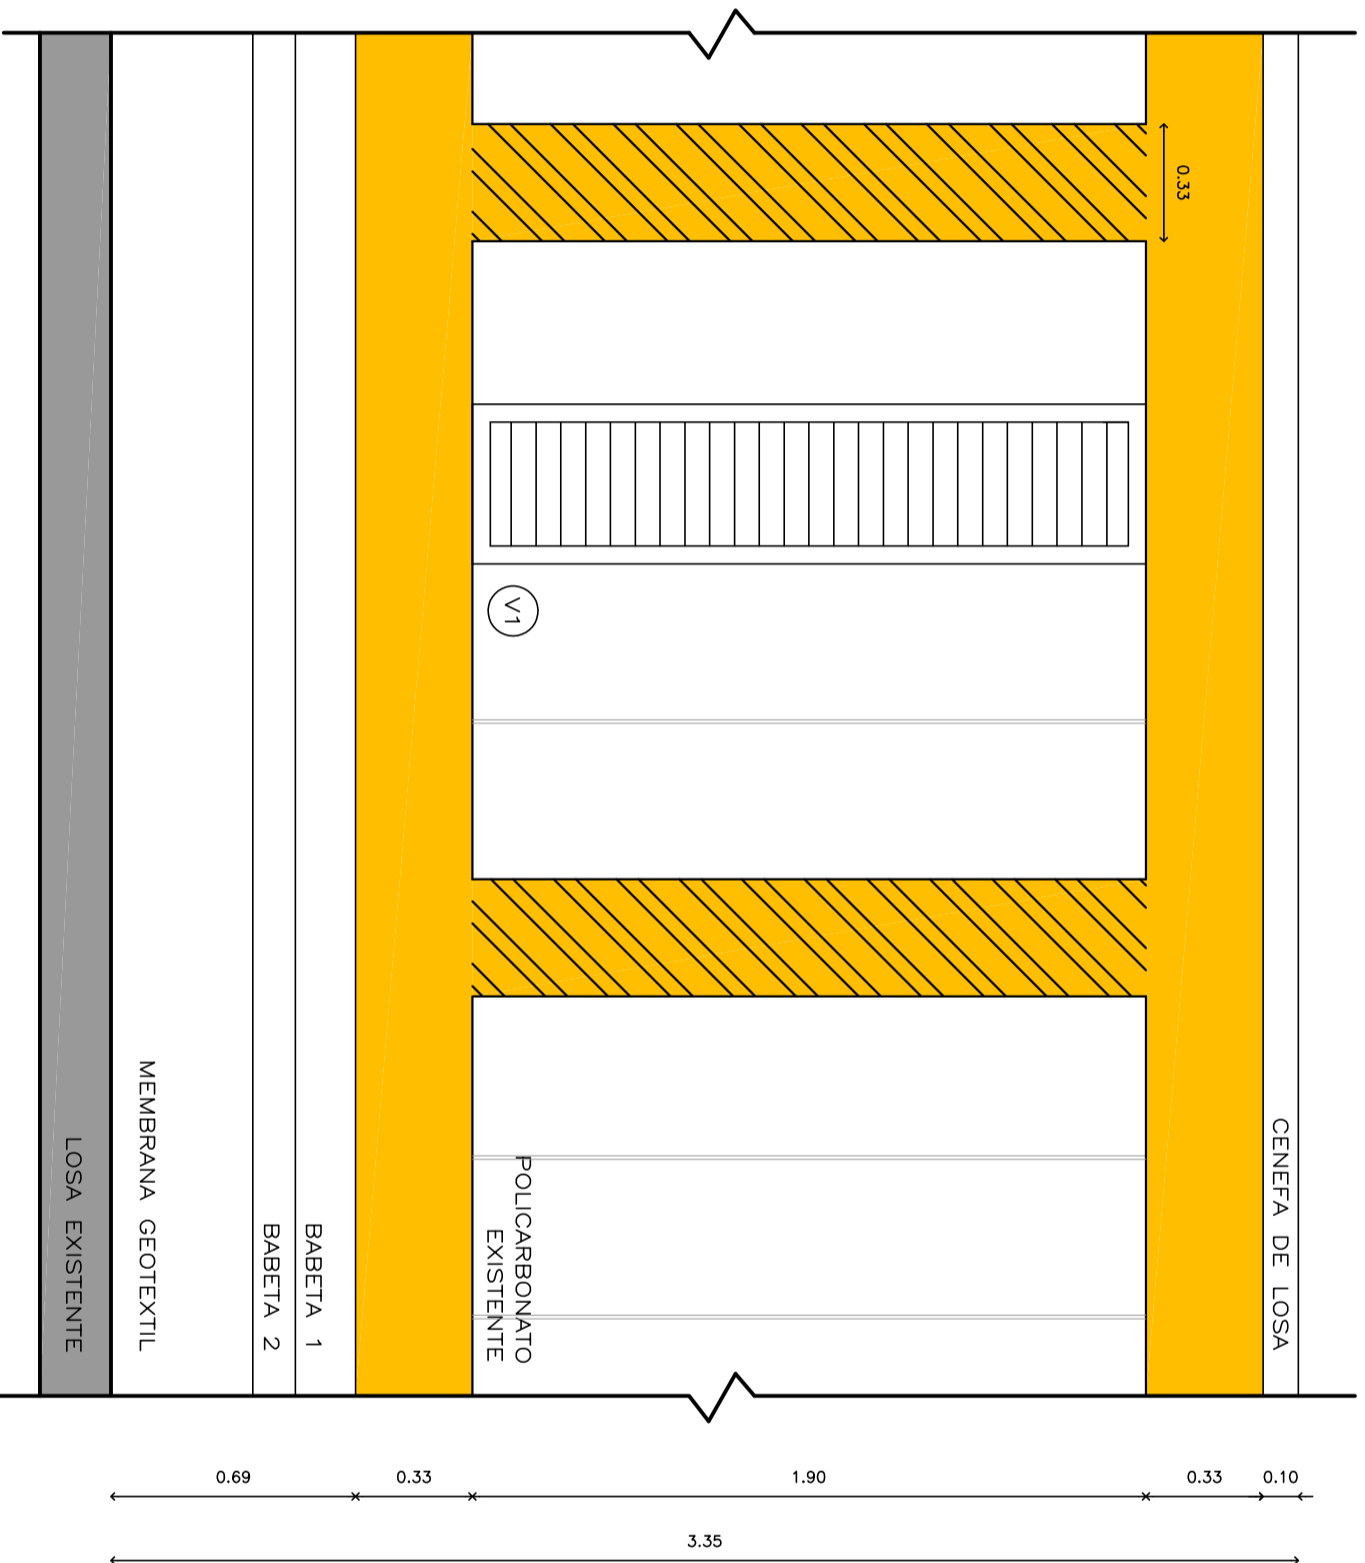 0.33
V1
CENEFA DE LOSA
POLICARBONATO
EXISTENTE
BABETA 1
BABETA 2
MEMBRANA GEOTEXTIL
LOSA EXISTENTE
0.69
0.33
1.90
0.33
0.10
3.35